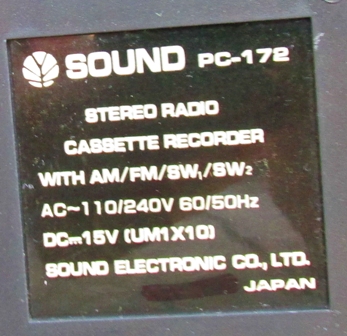 SOUND PC-172
STEREO RADIO
CASSETTE RECORDER
WITH AM/FM/SW₁/SW₂
AC~110/240V 60/50Hz
DC⎓15V (UM1X10)
SOUND ELECTRONIC CO., LTD.
JAPAN